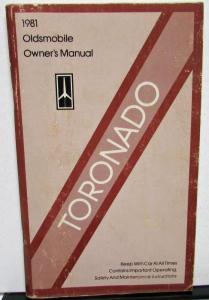 1981
Oldsmobile
Owner's Manual
TORONADO
Keep With Car At All Times
Contains Important Operating,
Safety And Maintenance Instructions